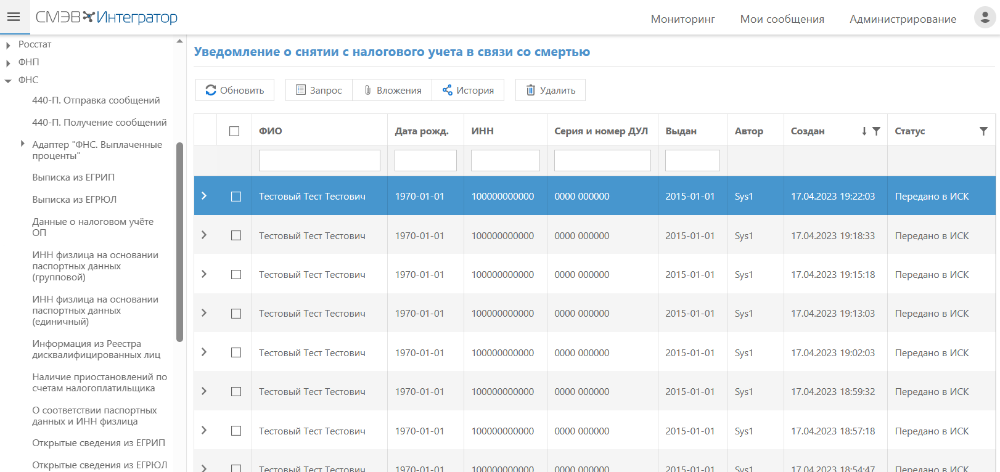 СМЭВ Интегратор
Мониторинг Мои сообщения Администрирование
Росстат
ФНП
ФНС
440-П. Отправка сообщений
440-П. Получение сообщений
Адаптер "ФНС. Выплаченные
проценты"
Выписка из ЕГРИП
Выписка из ЕГРЮЛ
Данные о налоговом учёте
ОП
ИНН физлица на основании
паспортных данных
(групповой)
ИНН физлица на основании
паспортных данных
(единичный)
Информация из Реестра
дисквалифицированных лиц
Наличие приостановлений по
счетам налогоплатильщика
О соответствии паспортных
данных и ИНН физлица
Открытые сведения из ЕГРИП
Открытые сведения из ЕГРЮЛ
Уведомление о снятии с налогового учета в связи со смертью
Обновить Запрос Вложения История Удалить
ФИО Дата рожд. ИНН Серия и номер ДУЛ Выдан Автор Создан Статус
Тестовый Тест Тестович 1970-01-01 100000000000 0000 000000 2015-01-01 Sys1 17.04.2023 19:22:03 Передано в ИСК
Тестовый Тест Тестович 1970-01-01 100000000000 0000 000000 2015-01-01 Sys1 17.04.2023 19:18:33 Передано в ИСК
Тестовый Тест Тестович 1970-01-01 100000000000 0000 000000 2015-01-01 Sys1 17.04.2023 19:15:18 Передано в ИСК
Тестовый Тест Тестович 1970-01-01 100000000000 0000 000000 2015-01-01 Sys1 17.04.2023 19:13:03 Передано в ИСК
Тестовый Тест Тестович 1970-01-01 100000000000 0000 000000 2015-01-01 Sys1 17.04.2023 19:02:03 Передано в ИСК
Тестовый Тест Тестович 1970-01-01 100000000000 0000 000000 2015-01-01 Sys1 17.04.2023 18:59:32 Передано в ИСК
Тестовый Тест Тестович 1970-01-01 100000000000 0000 000000 2015-01-01 Sys1 17.04.2023 18:57:18 Передано в ИСК
Тестовый Тест Тестович 1970-01-01 100000000000 0000 000000 2015-01-01 Sys1 17.04.2023 18:54:47 Передано в ИСК